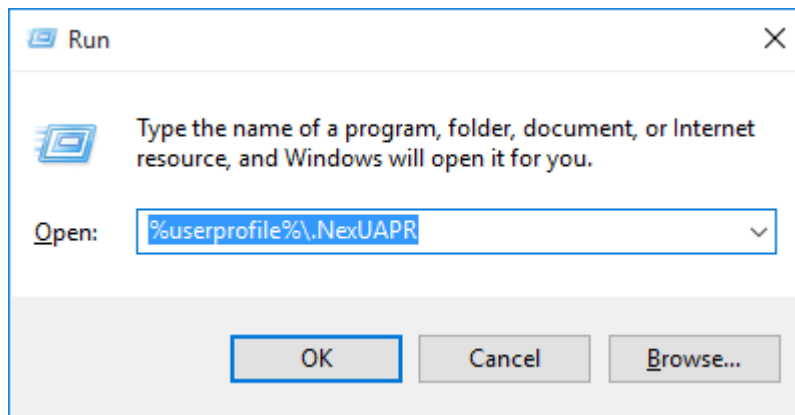 Run
Type the name of a program, folder, document, or Internet
resource, and Windows will open it for you.
Open: %userprofile%\.NexUAPR
OK Cancel Browse...